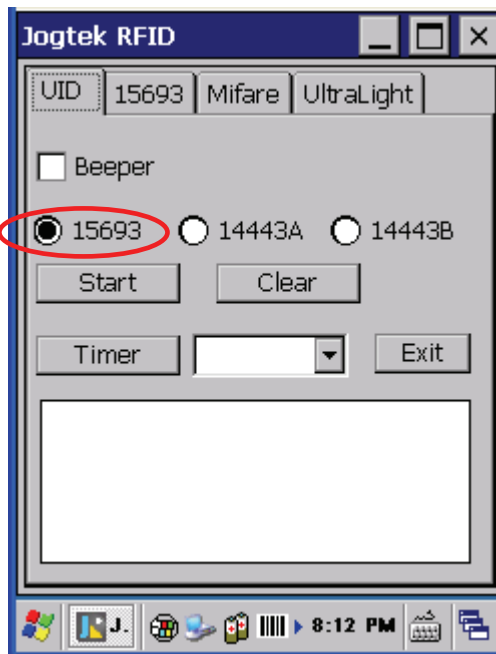 Jogtek RFID
UID 15693 Mifare UltraLight
Beeper
15693 14443A 14443B
Start Clear
Timer Exit
J. 8:12 PM